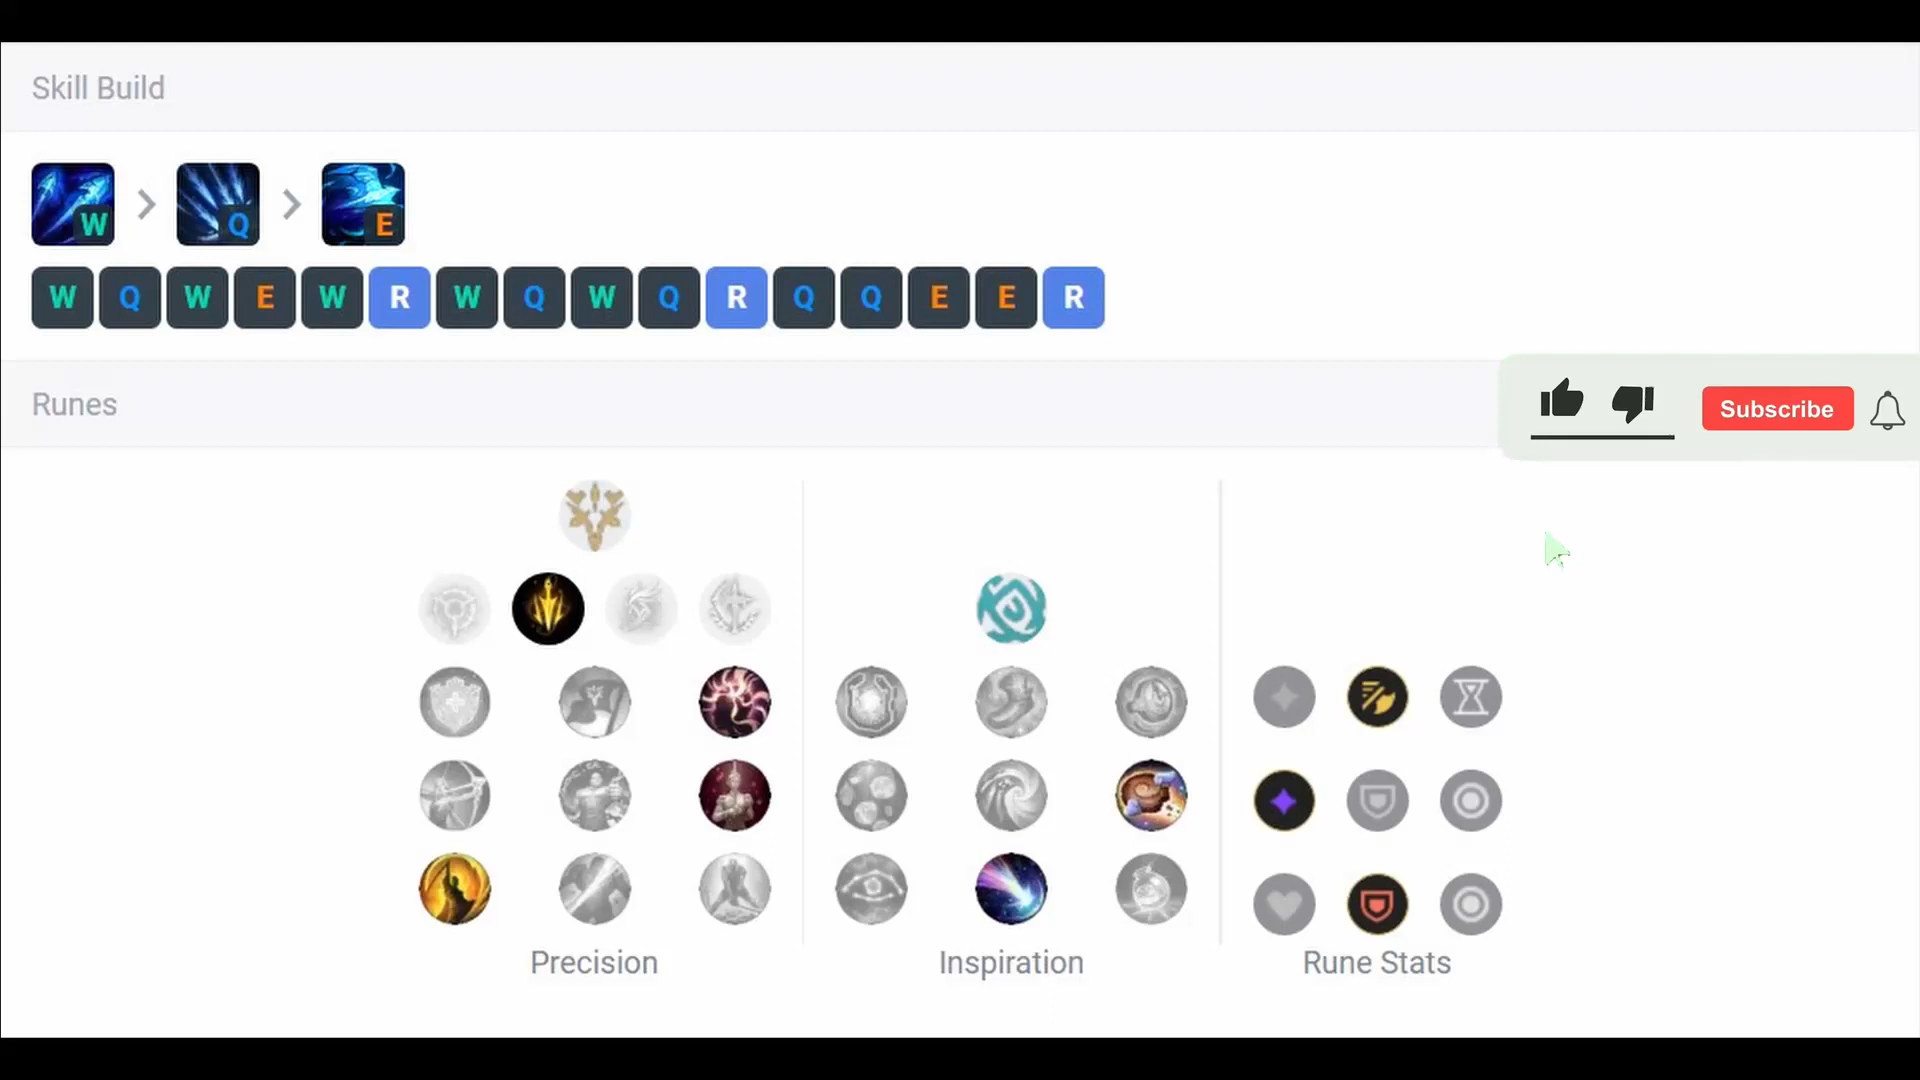 Skill Build
W Q E
W Q W E W R W Q W Q R Q Q E E R
Runes
Subscribe
Precision Inspiration Rune Stats